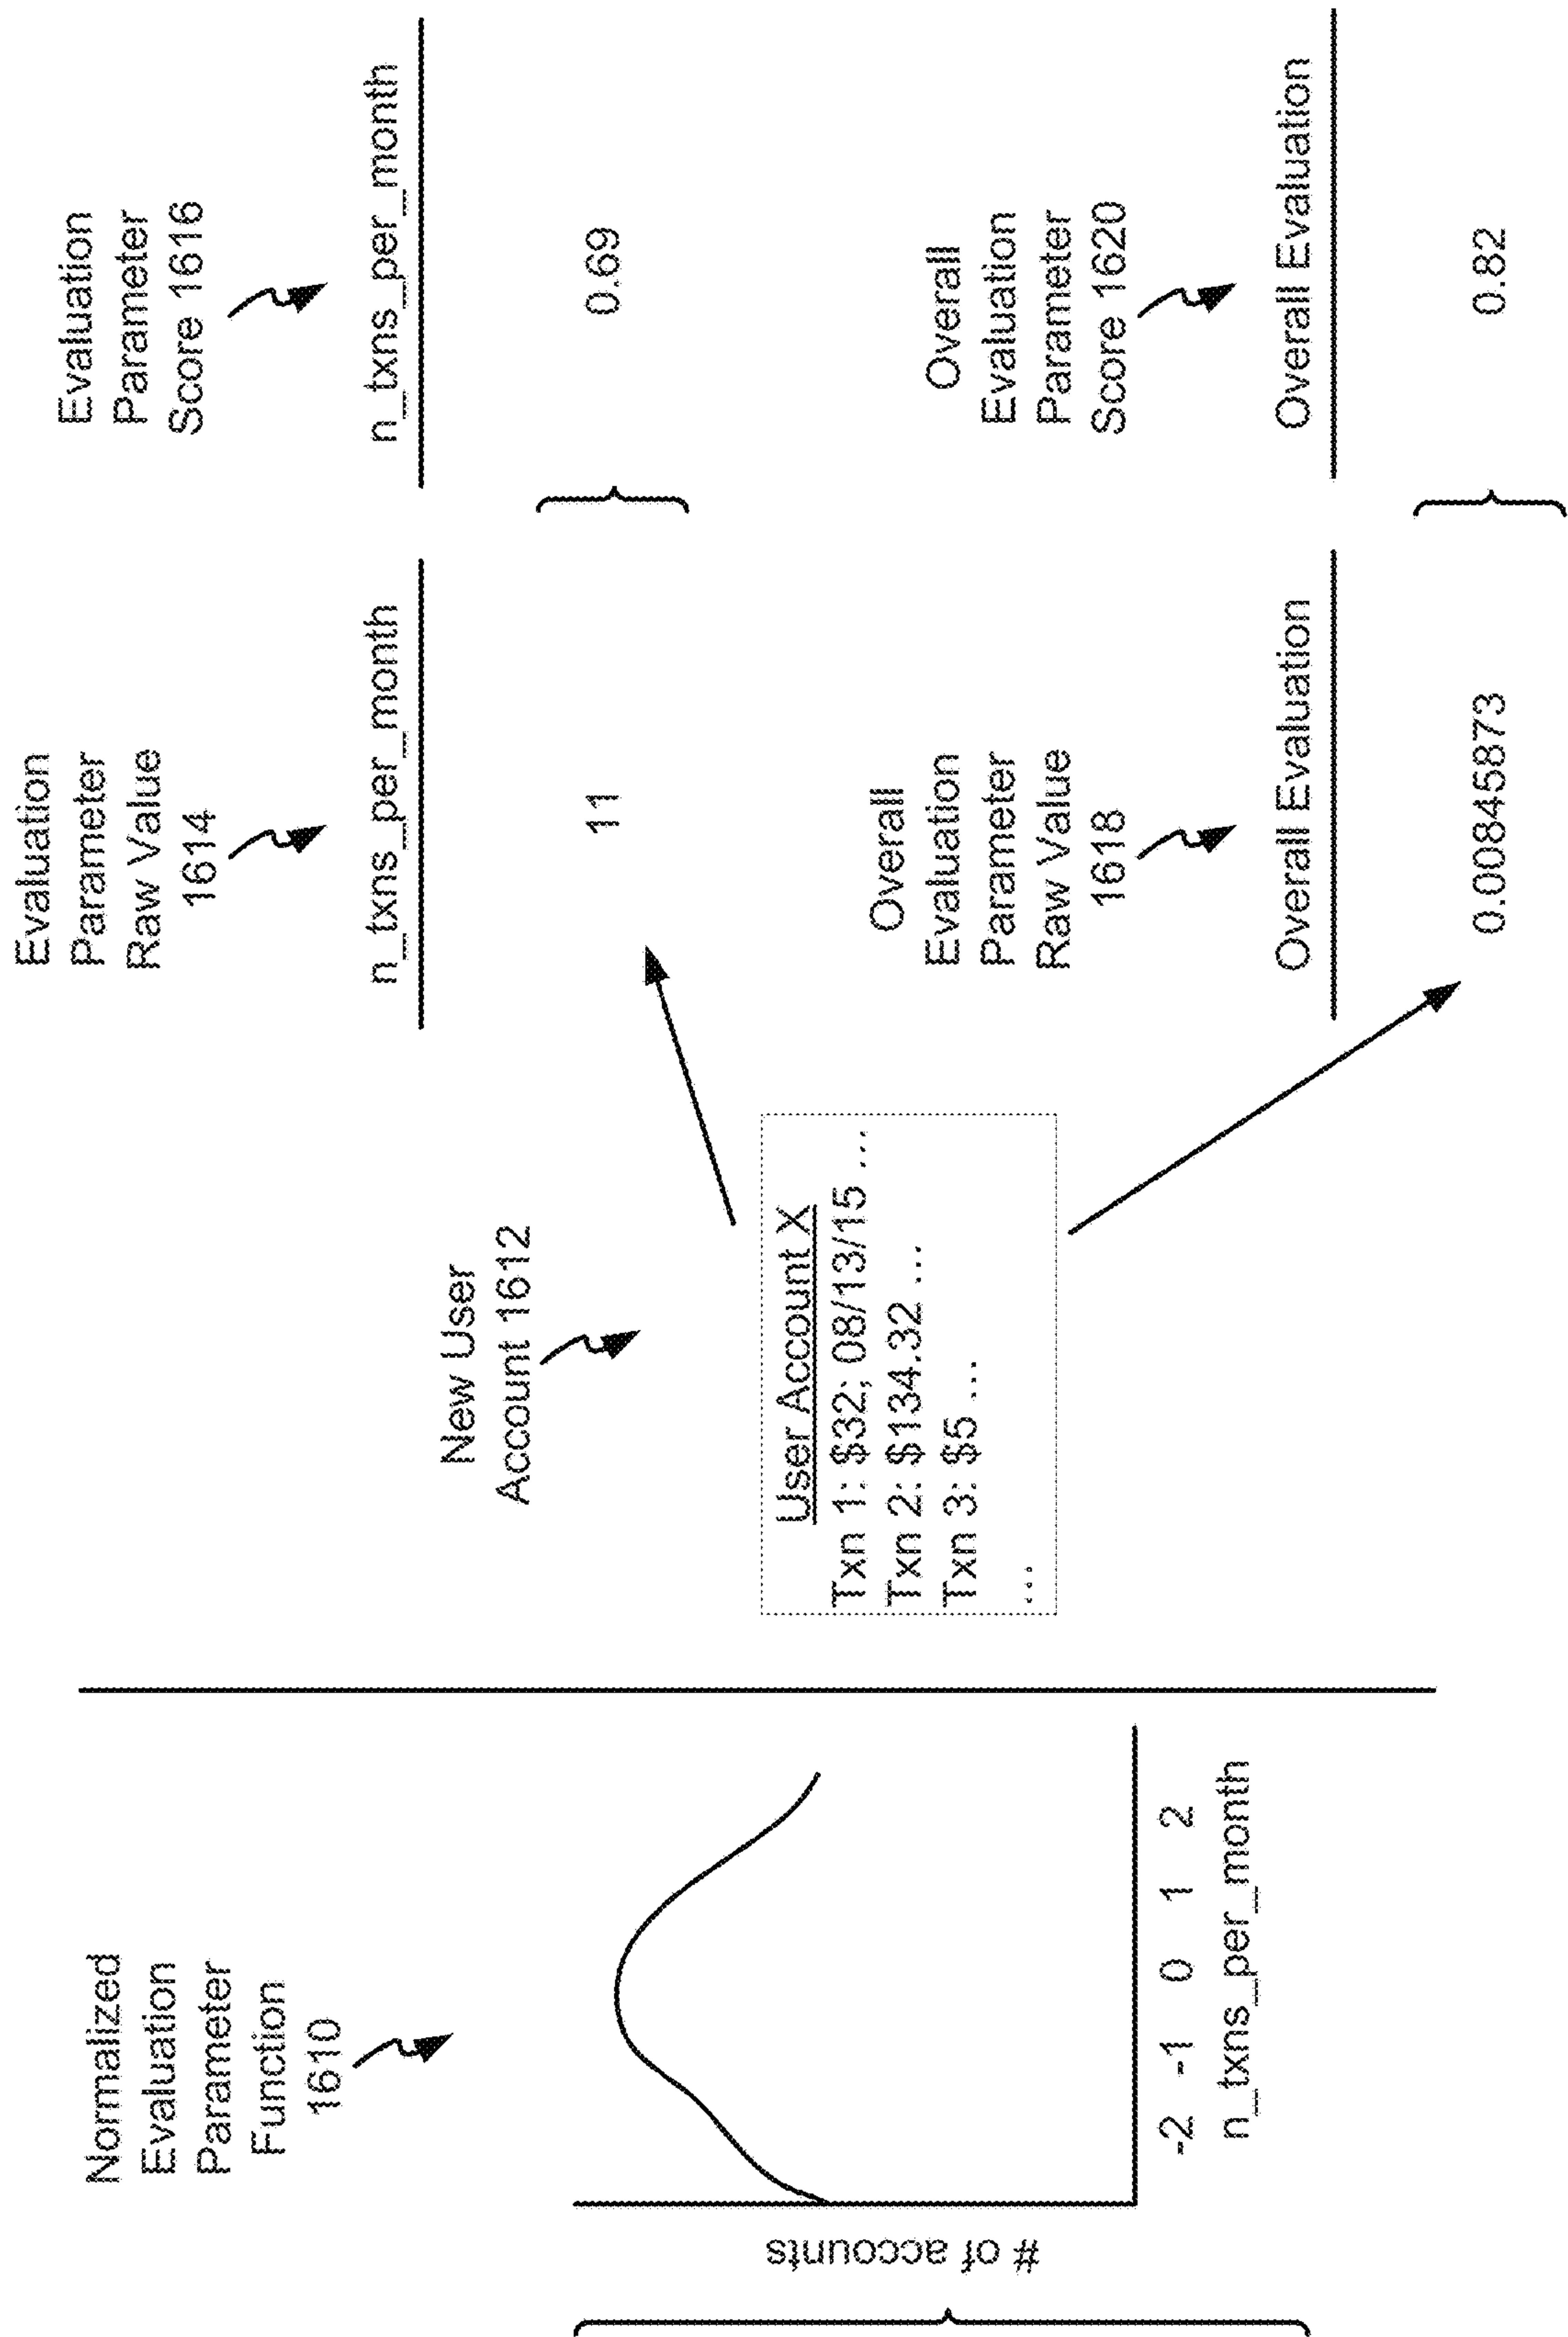 Normalized
Evaluation
Parameter
Function
1610
# of accounts
-2 -1 0 1 2
n_txns_per_month
New User
Account 1612
User Account X
Txn 1: $32; 08/13/15 ...
Txn 2: $134.32 ...
Txn 3: $5 ...
...
Evaluation
Parameter
Raw Value
1614
n_txns_per_month
11
Evaluation
Parameter
Score 1616
n_txns_per_month
0.69
Overall
Evaluation
Parameter
Raw Value
1618
Overall Evaluation
0.00845873
Overall
Evaluation
Parameter
Score 1620
Overall Evaluation
0.82